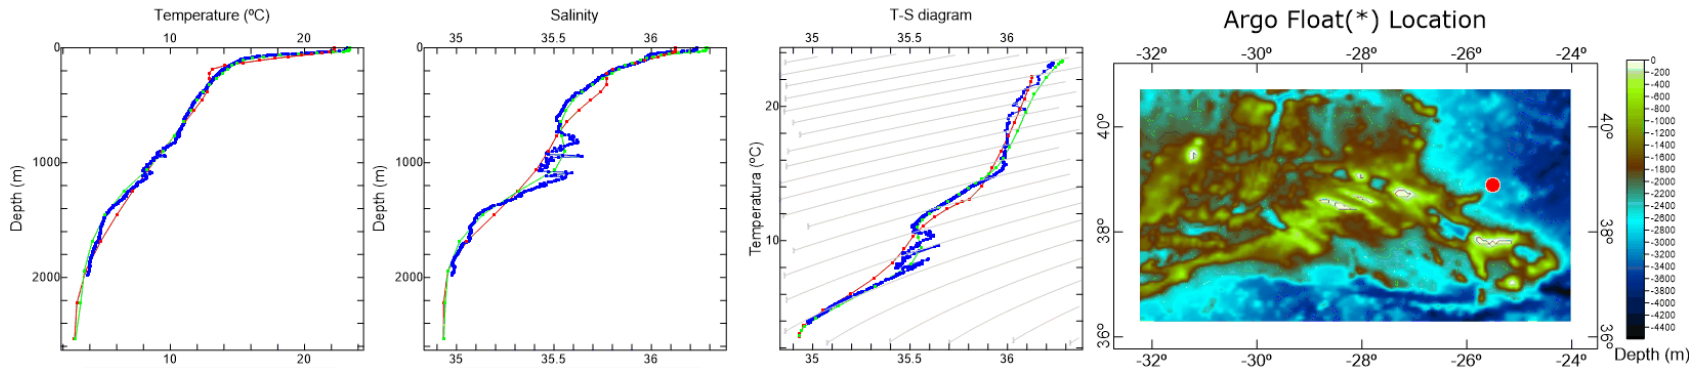 Temperature (ºC)
10
20
0
1000
2000
Depth (m)
10
20
Salinity
35
35.5
36
0
1000
2000
Depth (m)
35
35.5
36
T-S diagram
35
35.5
36
20
10
Temperatura (ºC)
35
35.5
36
Argo Float(*) Location
-32º
-30º
-28º
-26º
-24º
40º
38º
36º
40º
38º
36º
-32º
-30º
-28º
-26º
-24º
0
-200
-400
-600
-800
-1000
-1200
-1400
-1600
-1800
-2000
-2200
-2400
-2600
-2800
-3000
-3200
-3400
-3600
-3800
-4000
-4200
-4400
Depth (m)